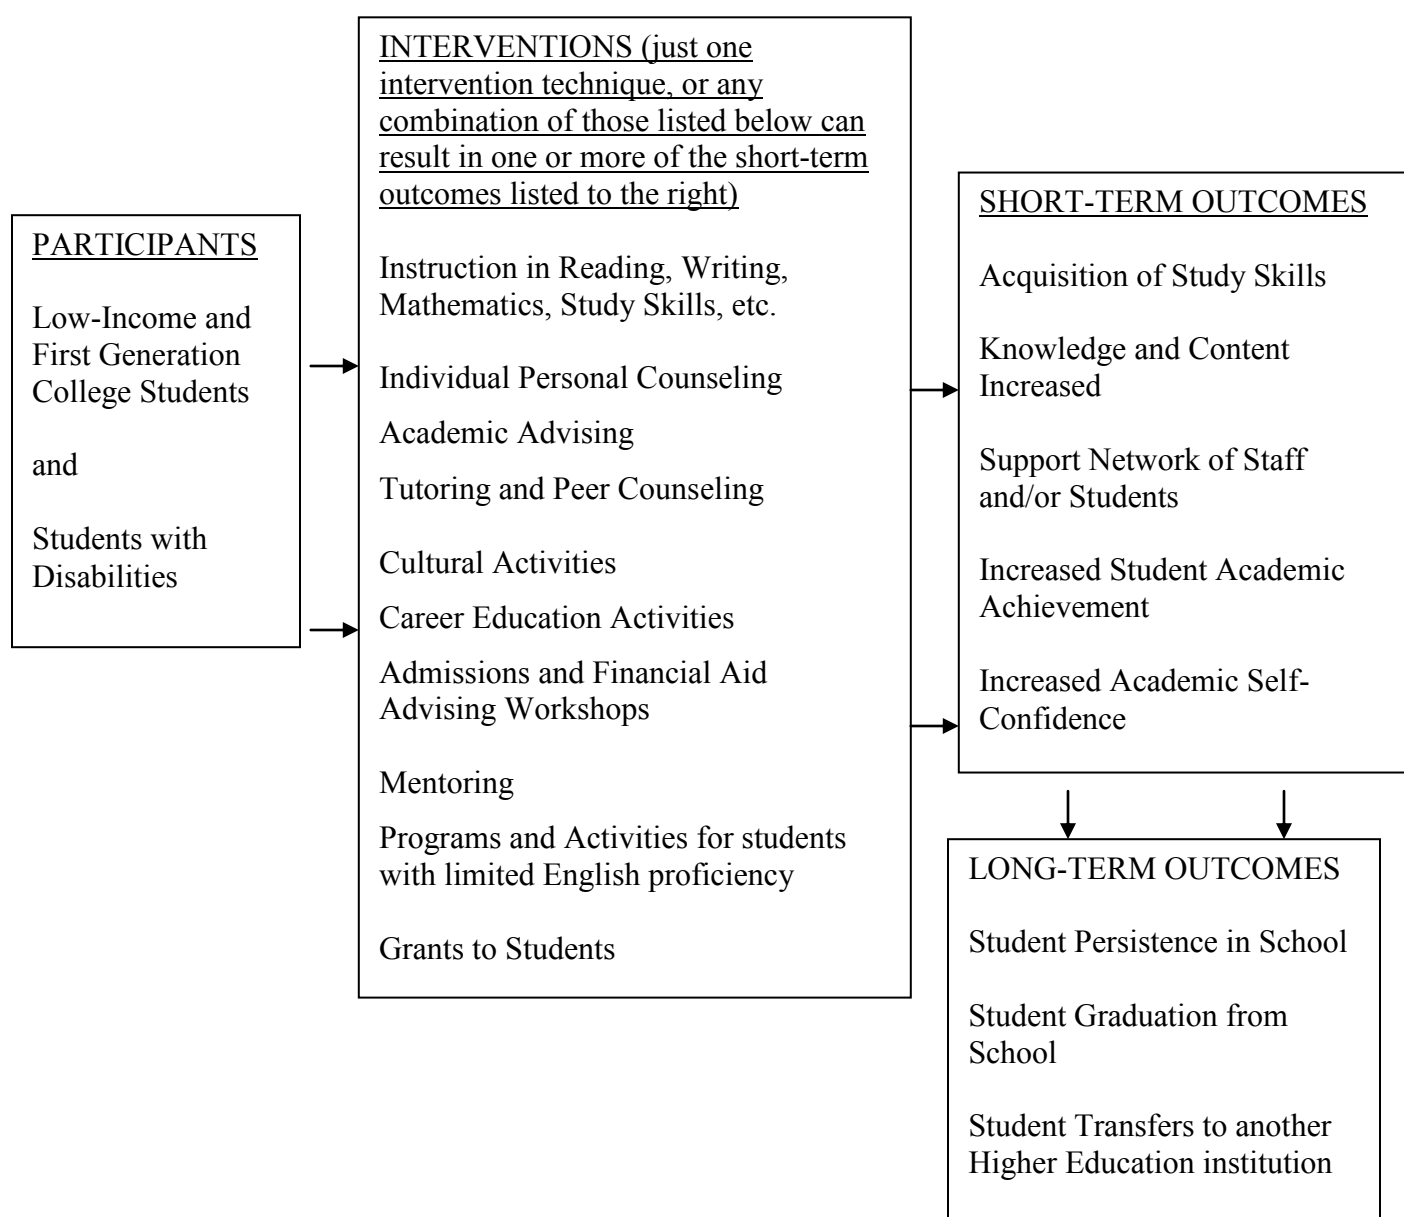 PARTICIPANTS
Low-Income and
First Generation
College Students
and
Students with
Disabilities
INTERVENTIONS (just one
intervention technique, or any
combination of those listed below can
result in one or more of the short-term
outcomes listed to the right)
Instruction in Reading, Writing,
Mathematics, Study Skills, etc.
Individual Personal Counseling
Academic Advising
Tutoring and Peer Counseling
Cultural Activities
Career Education Activities
Admissions and Financial Aid
Advising Workshops
Mentoring
Programs and Activities for students
with limited English proficiency
Grants to Students
SHORT-TERM OUTCOMES
Acquisition of Study Skills
Knowledge and Content
Increased
Support Network of Staff
and/or Students
Increased Student Academic
Achievement
Increased Academic Self-
Confidence
LONG-TERM OUTCOMES
Student Persistence in School
Student Graduation from
School
Student Transfers to another
Higher Education institution